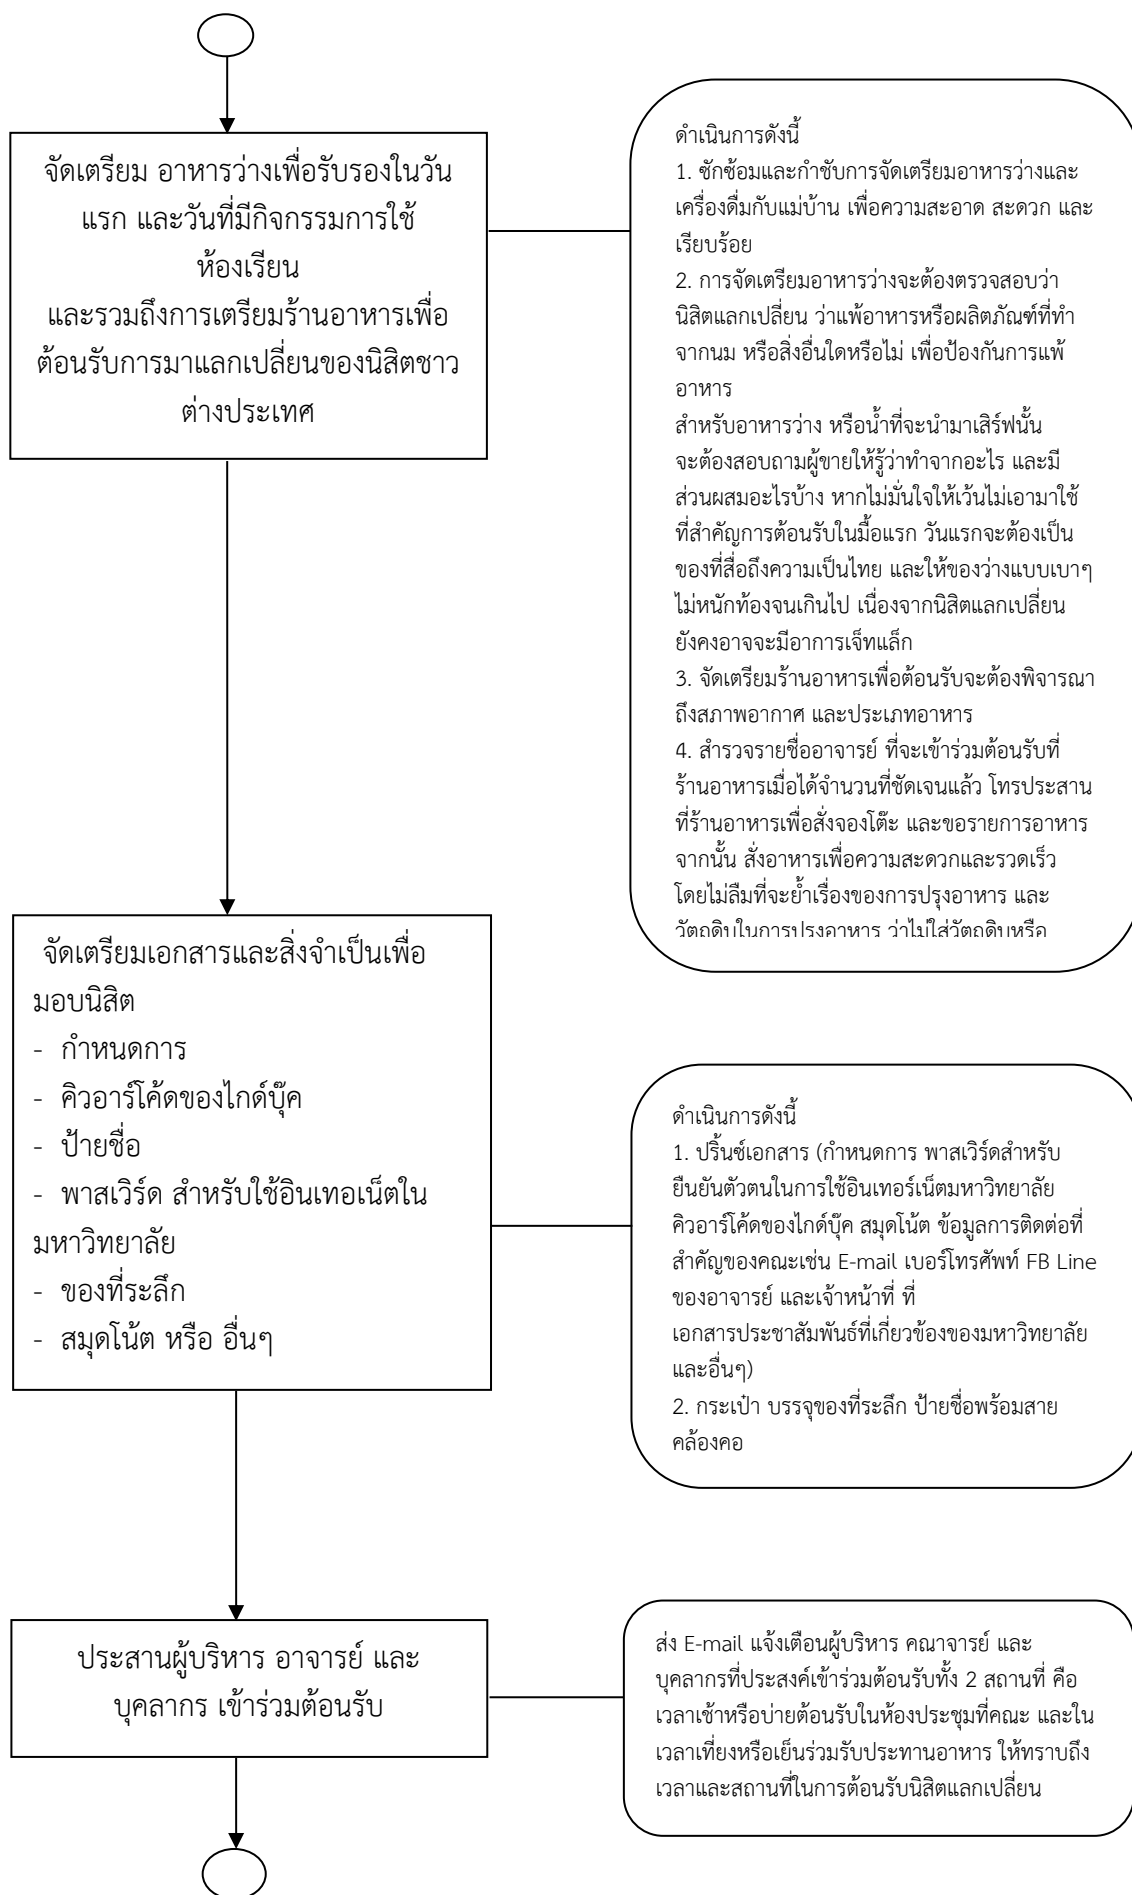 จัดเตรียม อาหารว่างเพื่อรับรองในวัน
แรก และวันที่มีกิจกรรมการใช้
ห้องเรียน
และรวมถึงการเตรียมร้านอาหารเพื่อ
ต้อนรับการมาแลกเปลี่ยนของนิสิตชาว
ต่างประเทศ
ดำเนินการดังนี้
1. ซักซ้อมและกำชับการจัดเตรียมอาหารว่างและ
เครื่องดื่มกับแม่บ้าน เพื่อความสะอาด สะดวก และ
เรียบร้อย
2. การจัดเตรียมอาหารว่างจะต้องตรวจสอบว่า
นิสิตแลกเปลี่ยน ว่าแพ้อาหารหรือผลิตภัณฑ์ที่ทำ
จากนม หรือสิ่งอื่นใดหรือไม่ เพื่อป้องกันการแพ้
อาหาร
สำหรับอาหารว่าง หรือน้ำที่จะนำมาเสิร์ฟนั้น
จะต้องสอบถามผู้ขายให้รู้ว่าทำจากอะไร และมี
ส่วนผสมอะไรบ้าง หากไม่มั่นใจให้เว้นไม่เอามาใช้
ที่สำคัญการต้อนรับในมื้อแรก วันแรกจะต้องเป็น
ของที่สื่อถึงความเป็นไทย และให้ของว่างแบบเบาๆ
ไม่หนักท้องจนเกินไป เนื่องจากนิสิตแลกเปลี่ยน
ยังคงอาจจะมีอาการเจ็ทแล็ก
3. จัดเตรียมร้านอาหารเพื่อต้อนรับจะต้องพิจารณา
ถึงสภาพอากาศ และประเภทอาหาร
4. สำรวจรายชื่ออาจารย์ ที่จะเข้าร่วมต้อนรับที่
ร้านอาหารเมื่อได้จำนวนที่ชัดเจนแล้ว โทรประสาน
ที่ร้านอาหารเพื่อสั่งจองโต๊ะ และขอรายการอาหาร
จากนั้น สั่งอาหารเพื่อความสะดวกและรวดเร็ว
โดยไม่ลืมที่จะย้ำเรื่องของการปรุงอาหาร และ
วัตถุดิบในการปรุงอาหาร ว่าไม่ใส่วัตถุดิบหรือ
จัดเตรียมเอกสารและสิ่งจำเป็นเพื่อ
มอบนิสิต
- กำหนดการ
- คิวอาร์โค้ดของไกด์บุ๊ค
- ป้ายชื่อ
- พาสเวิร์ด สำหรับใช้อินเทอเน็ตใน
มหาวิทยาลัย
- ของที่ระลึก
- สมุดโน้ต หรือ อื่นๆ
ดำเนินการดังนี้
1. ปริ้นซ์เอกสาร (กำหนดการ พาสเวิร์ดสำหรับ
ยืนยันตัวตนในการใช้อินเทอร์เน็ตมหาวิทยาลัย
คิวอาร์โค้ดของไกด์บุ๊ค สมุดโน้ต ข้อมูลการติดต่อที่
สำคัญของคณะเช่น E-mail เบอร์โทรศัพท์ FB Line
ของอาจารย์ และเจ้าหน้าที่ ที่
เอกสารประชาสัมพันธ์ที่เกี่ยวข้องของมหาวิทยาลัย
และอื่นๆ)
2. กระเป๋า บรรจุของที่ระลึก ป้ายชื่อพร้อมสาย
คล้องคอ
ประสานผู้บริหาร อาจารย์ และ
บุคลากร เข้าร่วมต้อนรับ
ส่ง E-mail แจ้งเตือนผู้บริหาร คณาจารย์ และ
บุคลากรที่ประสงค์เข้าร่วมต้อนรับทั้ง 2 สถานที่ คือ
เวลาเช้าหรือบ่ายต้อนรับในห้องประชุมที่คณะ และใน
เวลาเที่ยงหรือเย็นร่วมรับประทานอาหาร ให้ทราบถึง
เวลาและสถานที่ในการต้อนรับนิสิตแลกเปลี่ยน